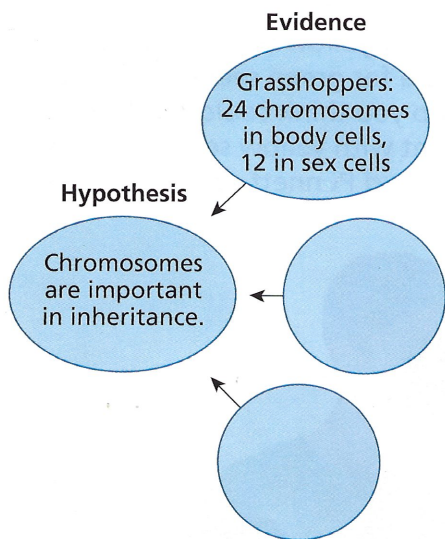 Evidence
Grasshoppers:
24 chromosomes
in body cells,
12 in sex cells
Hypothesis
Chromosomes
are important
in inheritance.